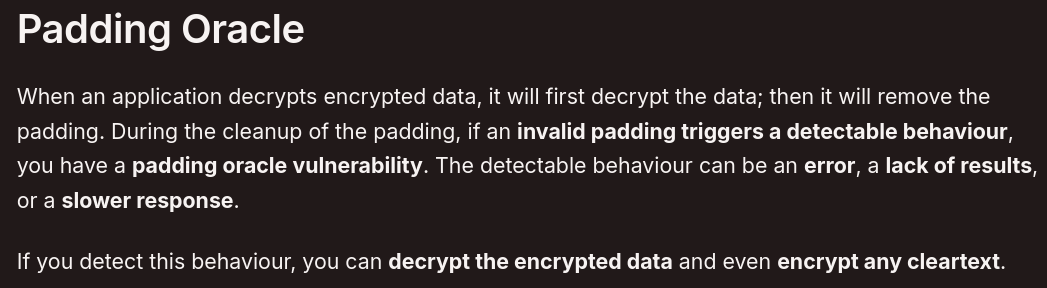 Padding Oracle
When an application decrypts encrypted data, it will first decrypt the data; then it will remove the
padding. During the cleanup of the padding, if an invalid padding triggers a detectable behaviour,
you have a padding oracle vulnerability. The detectable behaviour can be an error, a lack of results,
or a slower response.
If you detect this behaviour, you can decrypt the encrypted data and even encrypt any cleartext.